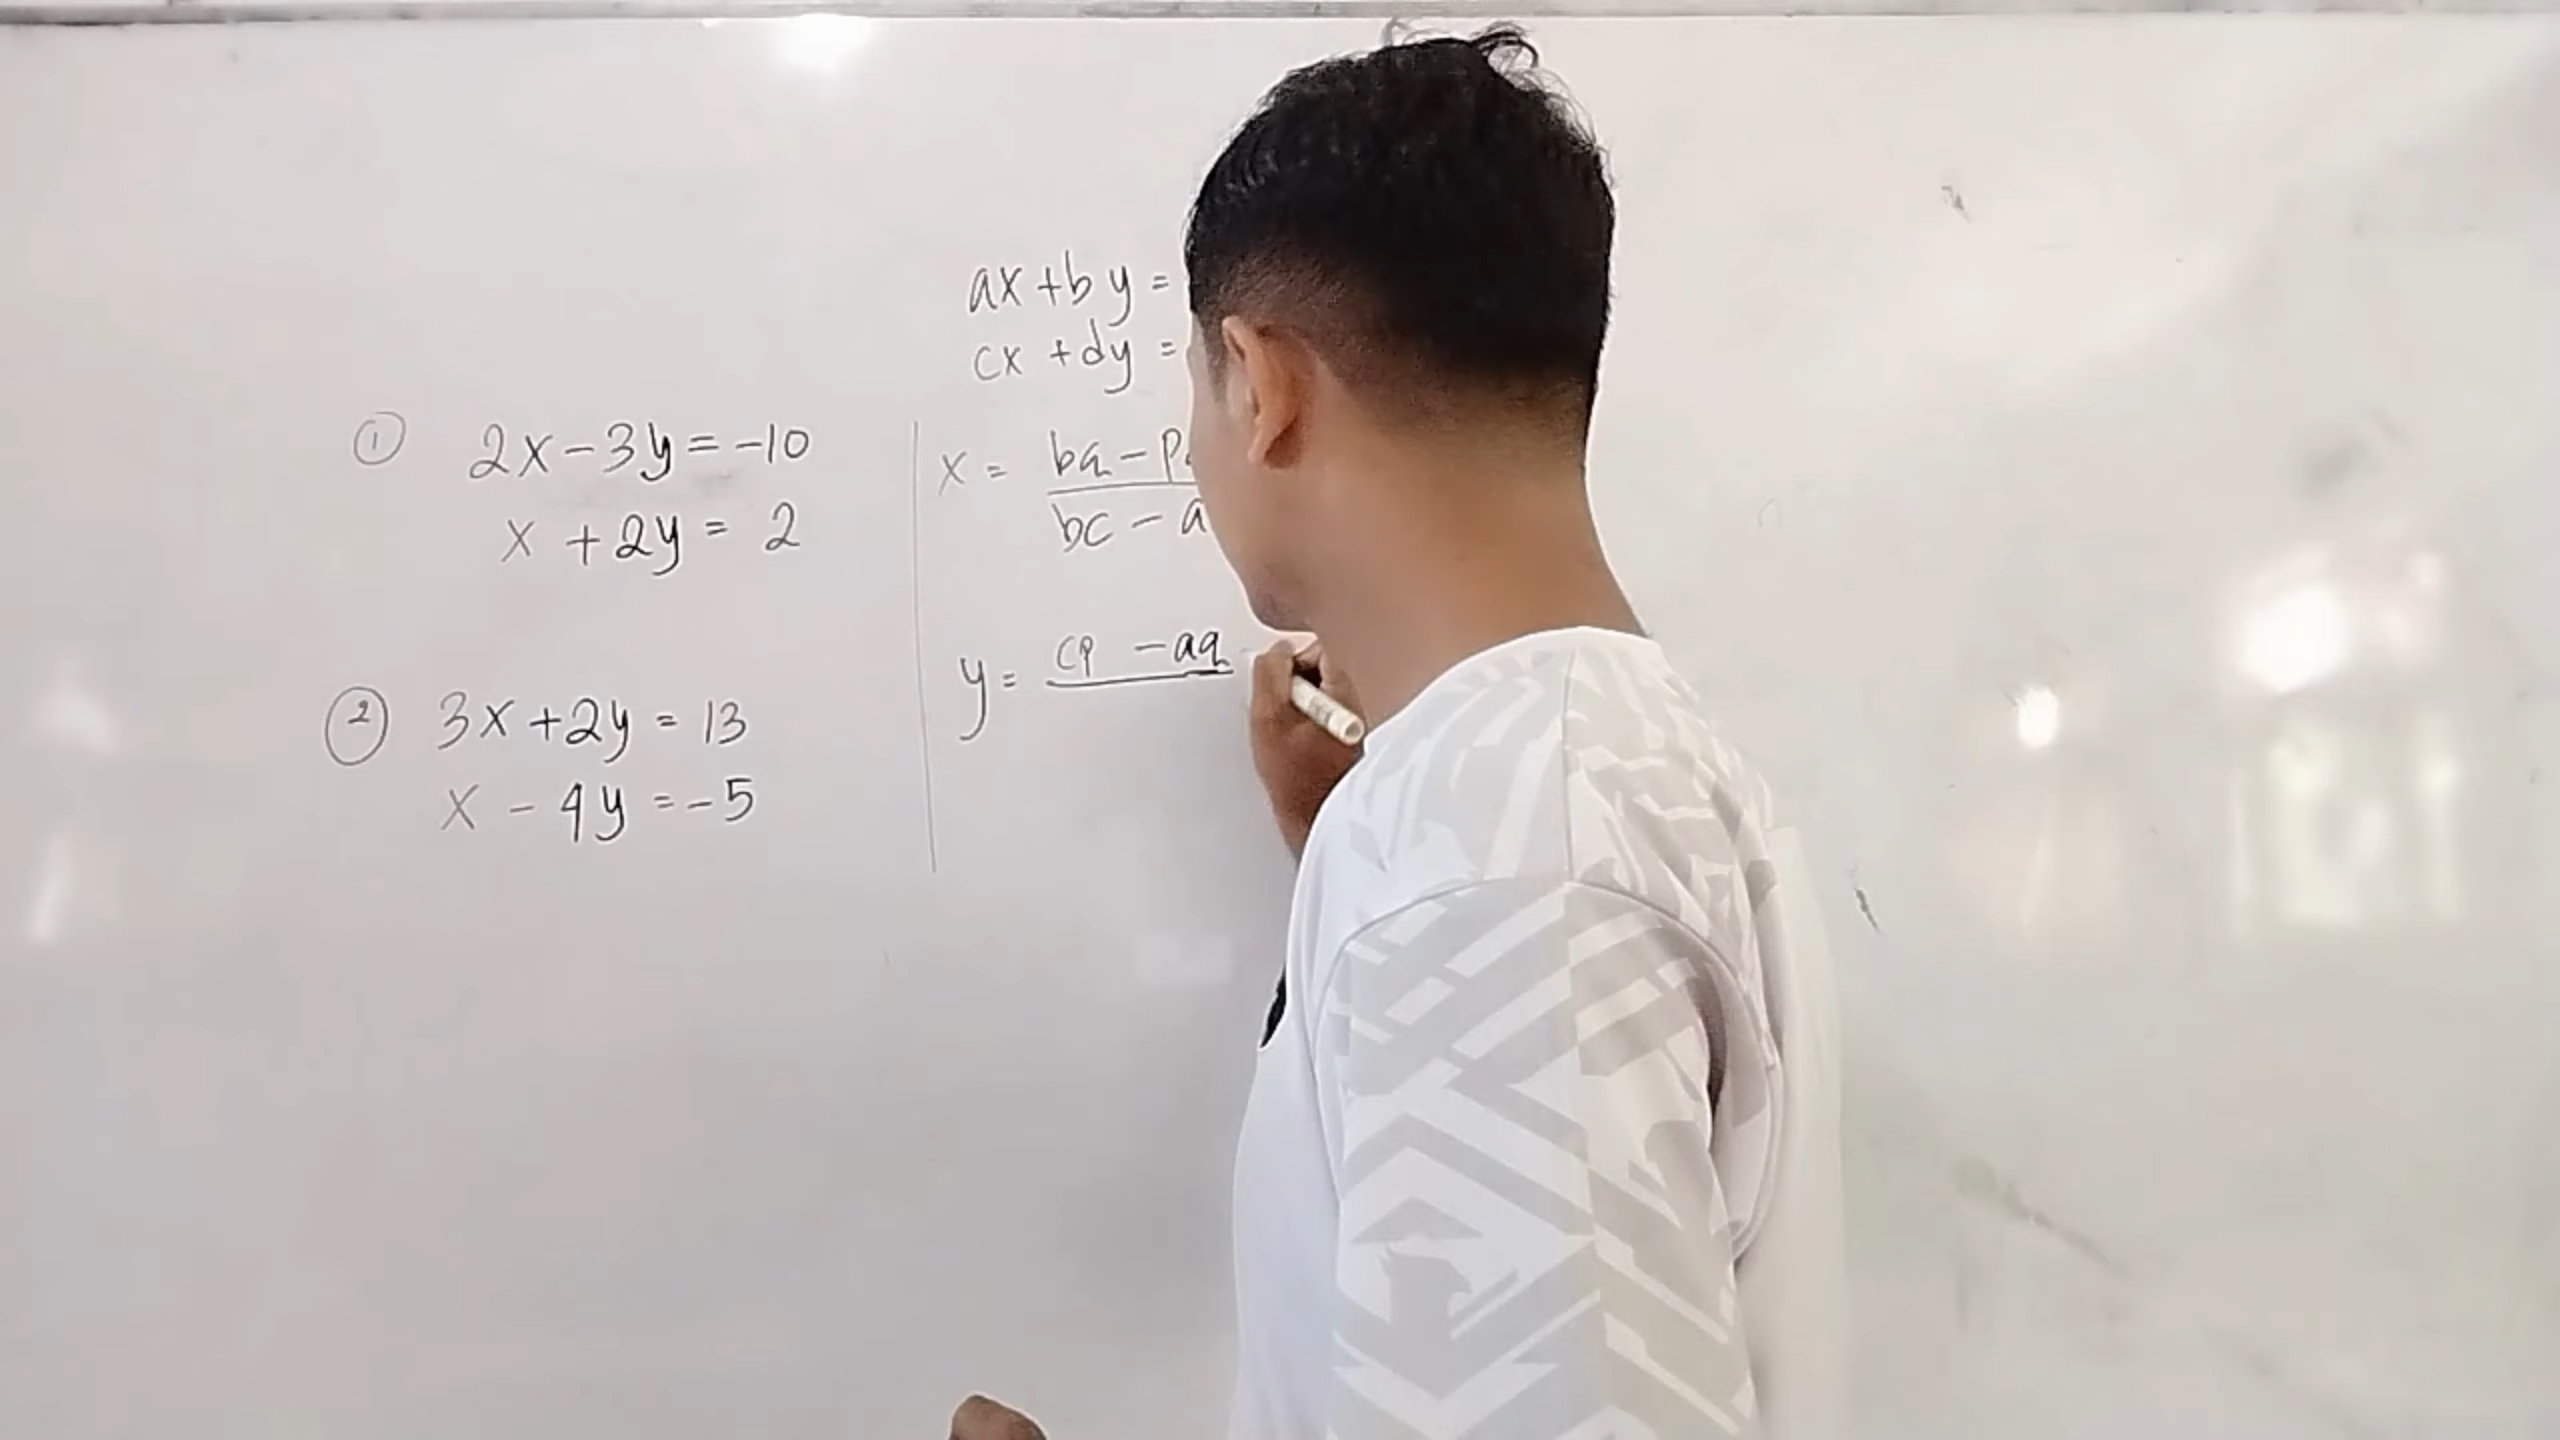 ① 2x-3y=-10
x+2y=2
② 3x+2y=13
x-4y=-5
ax+by=
cx+dy=
x= bq-p
bc-a
y= cp-aq